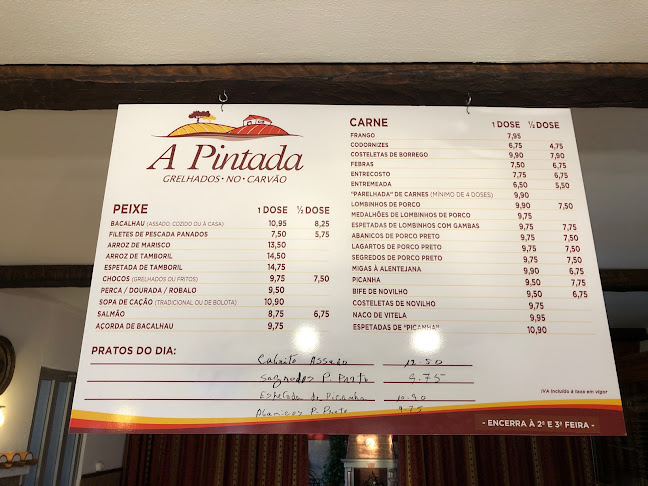 A Pintada
GRELHADOS • NO • CARVÃO
PEIXE 1 DOSE ½ DOSE
BACALHAU (ASSADO, COZIDO OU À CASA) 10,95 8,25
FILETES DE PESCADA PANADOS 7,50 5,75
ARROZ DE MARISCO 13,50
ARROZ DE TAMBORIL 14,50
ESPETADA DE TAMBORIL 14,75
CHOCOS (GRELHADOS OU FRITOS) 9,75 7,50
PERCA / DOURADA / ROBALO 9,50
SOPA DE CAÇÃO (TRADICIONAL OU DE BOLOTA) 10,90
SALMÃO 8,75 6,75
AÇORDA DE BACALHAU 9,75
CARNE 1 DOSE ½ DOSE
FRANGO 7,95
CODORNIZES 6,75 4,75
COSTELETAS DE BORREGO 9,90 7,90
FEBRAS 7,50 6,75
ENTRECOSTO 7,75 6,75
ENTREMEADA 6,50 5,50
"PARELHADA" DE CARNES (MÍNIMO DE 4 DOSES) 9,90
LOMBINHOS DE PORCO 9,90 7,50
MEDALHÕES DE LOMBINHOS DE PORCO 9,75
ESPETADAS DE LOMBINHOS COM GAMBAS 9,75 7,75
ABANICOS DE PORCO PRETO 9,75 7,50
LAGARTOS DE PORCO PRETO 9,75 7,50
SEGREDOS DE PORCO PRETO 9,75 7,50
MIGAS À ALENTEJANA 9,90 6,75
PICANHA 9,50 7,75
BIFE DE NOVILHO 9,50 6,75
COSTELETAS DE NOVILHO 9,75
NACO DE VITELA 9,95
ESPETADAS DE "PICANHA" 10,90
PRATOS DO DIA:
Cabrito Assado 12.50
P. Preto 9.75
Espetada de Picanha 10.90
P. Preto 9.75
IVA incluído à taxa em vigor
- ENCERRA À 2ª E 3ª FEIRA -